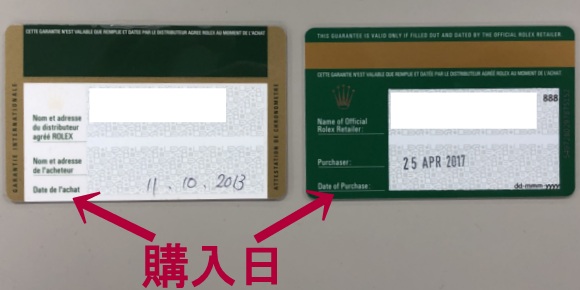 CETTE GARANTIE N'EST VALABLE QUE REMPLIE ET DATÉE PAR LE DISTRIBUTEUR AGRÉÉ ROLEX AU MOMENT DE L'ACHAT
GARANTIE INTERNATIONALE
Nom et adresse
du distributeur
agréé ROLEX
Nom et adresse
de l'acheteur
Date de l'achat
11.10.2013
ATTESTATION DE CHRONOMETRE
THIS GUARANTEE IS VALID ONLY IF FILLED OUT AND DATED BY THE OFFICIAL ROLEX RETAILER.
CETTE GARANTIE N'EST VALABLE QUE REMPLIE ET DATÉE PAR LE DISTRIBUTEUR AGRÉÉ ROLEX AU MOMENT DE L'ACHAT
888
Name of Official
Rolex Retailer:
Purchaser:
25 APR 2017
Date of Purchase:
dd-mmm-yyyy
購入日